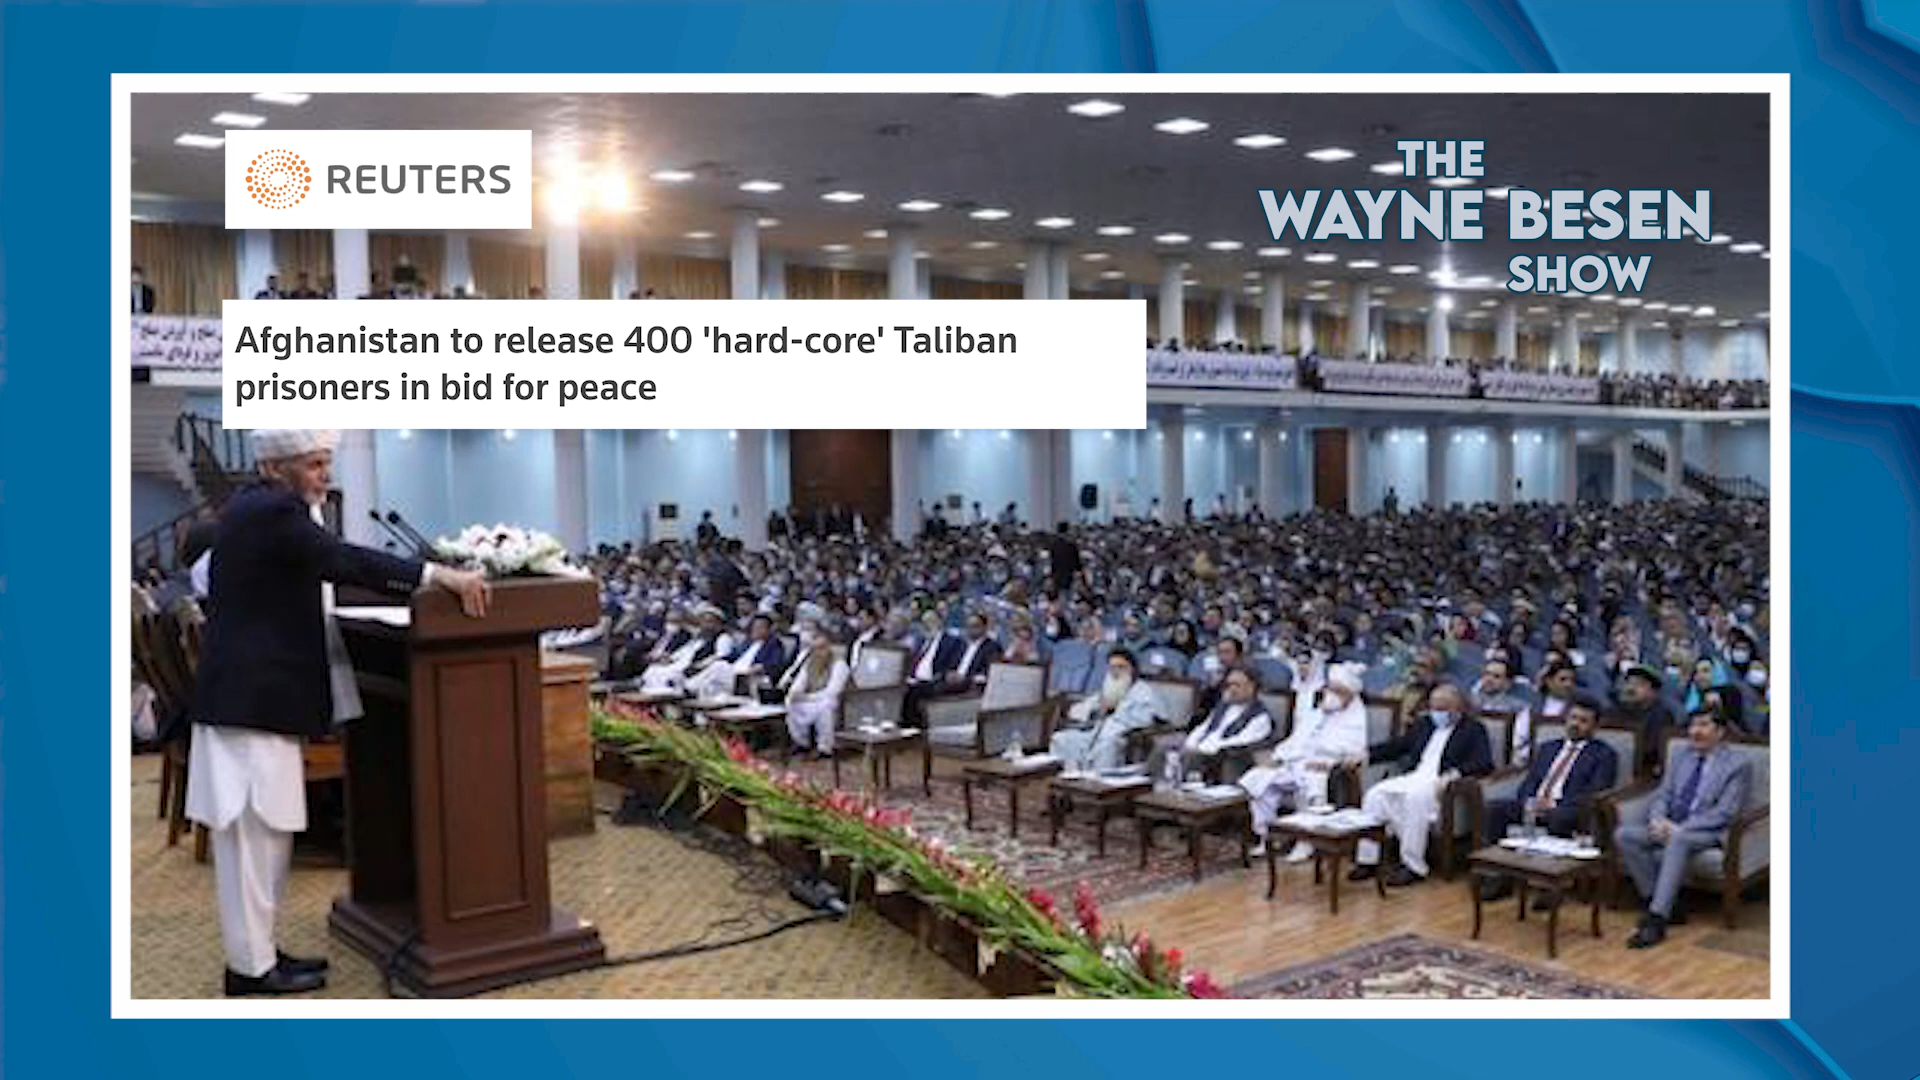 REUTERS
THE
WAYNE BESEN
SHOW
Afghanistan to release 400 'hard-core' Taliban
prisoners in bid for peace